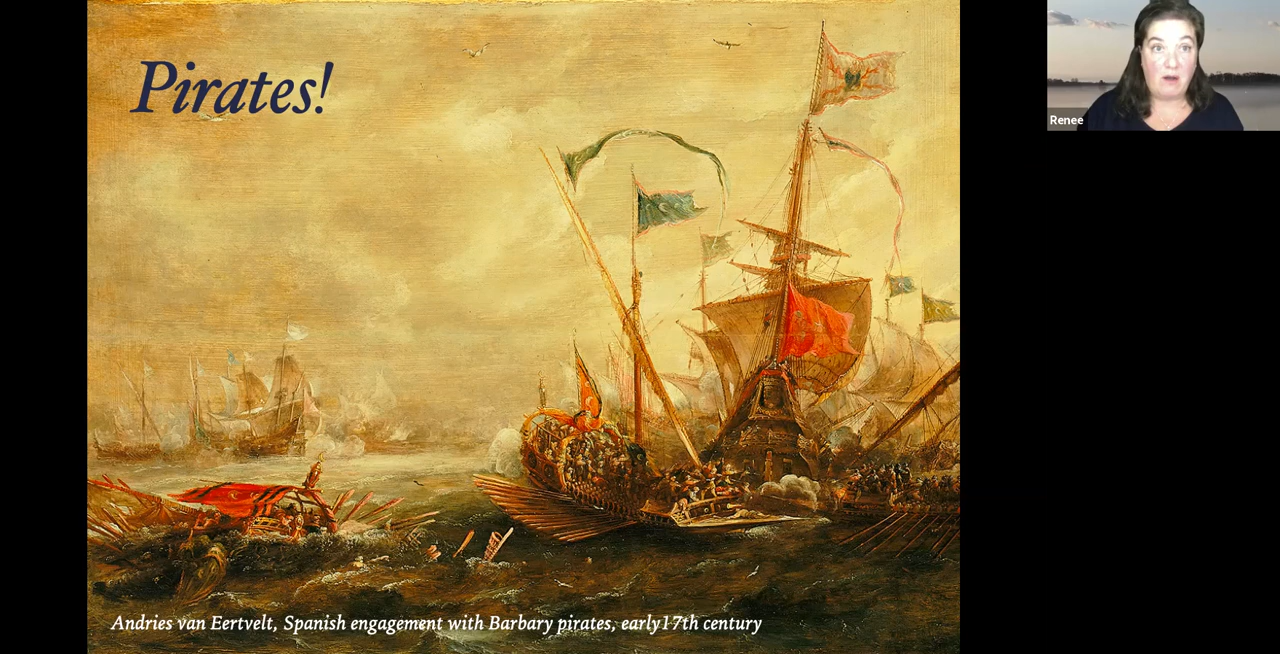 Pirates!
Renee
Andries van Eertvelt, Spanish engagement with Barbary pirates, early17th century